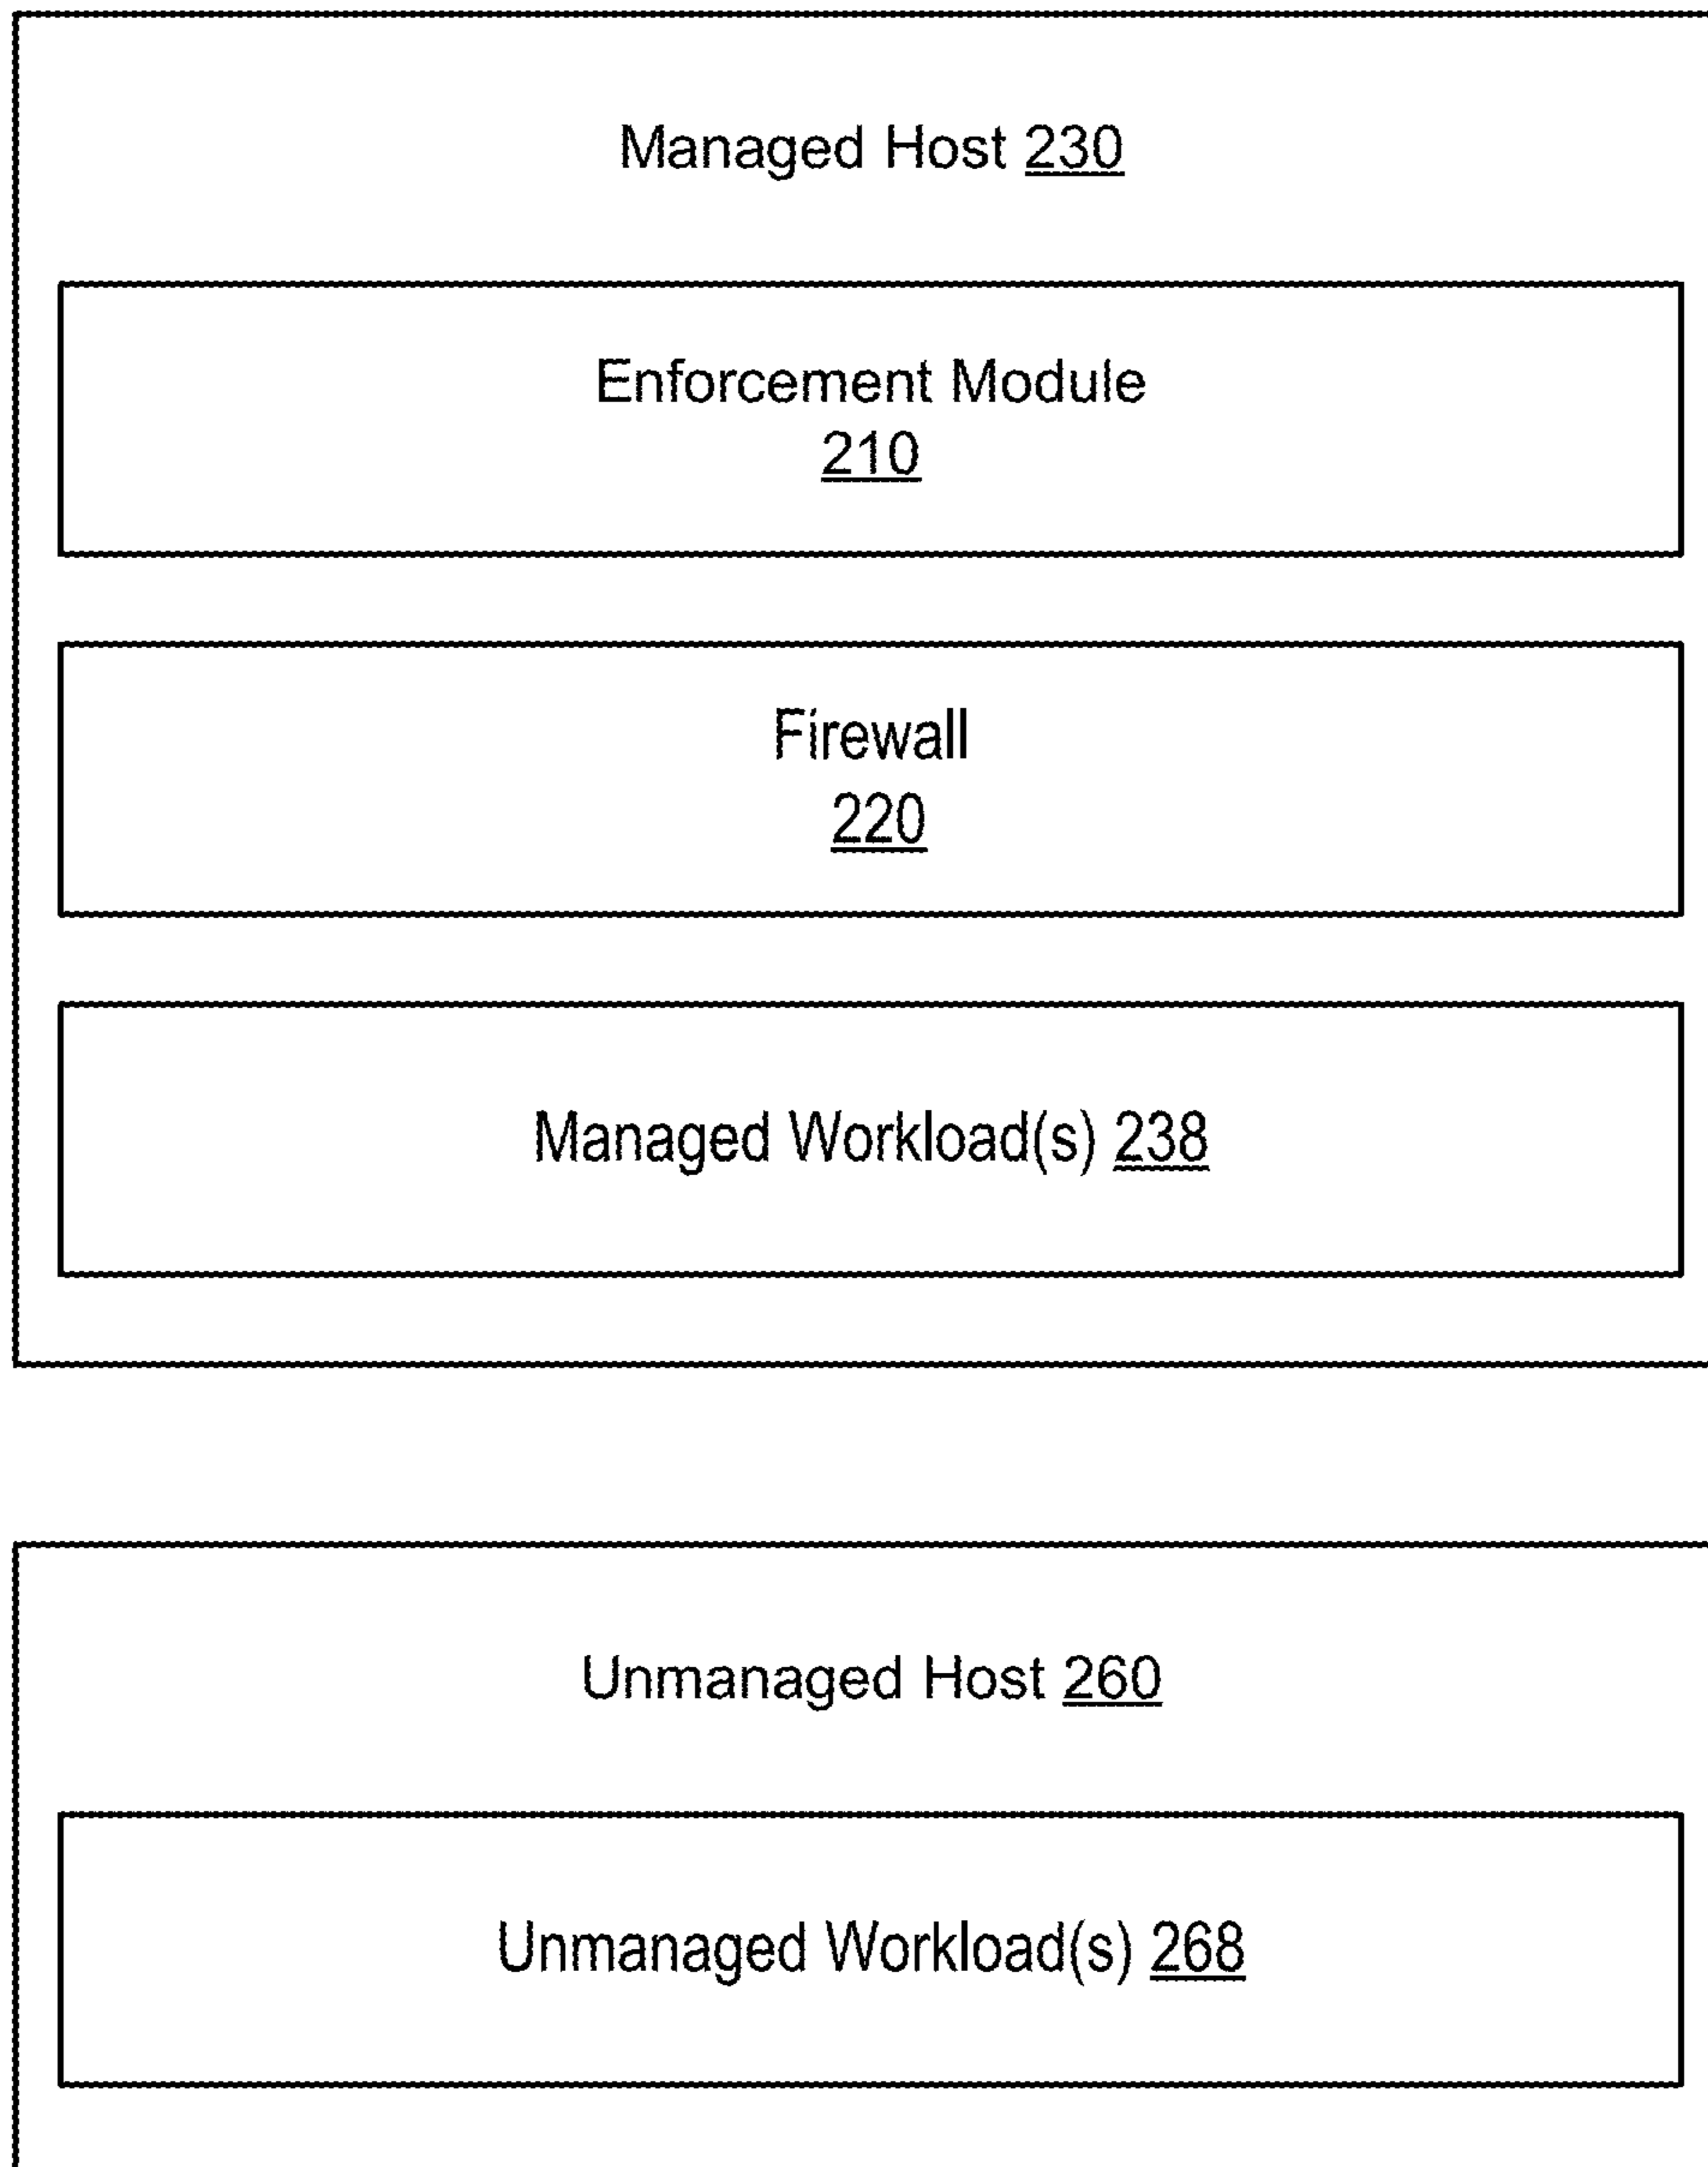 Managed Host 230
Enforcement Module
210
Firewall
220
Managed Workload(s) 238
Unmanaged Host 260
Unmanaged Workload(s) 268